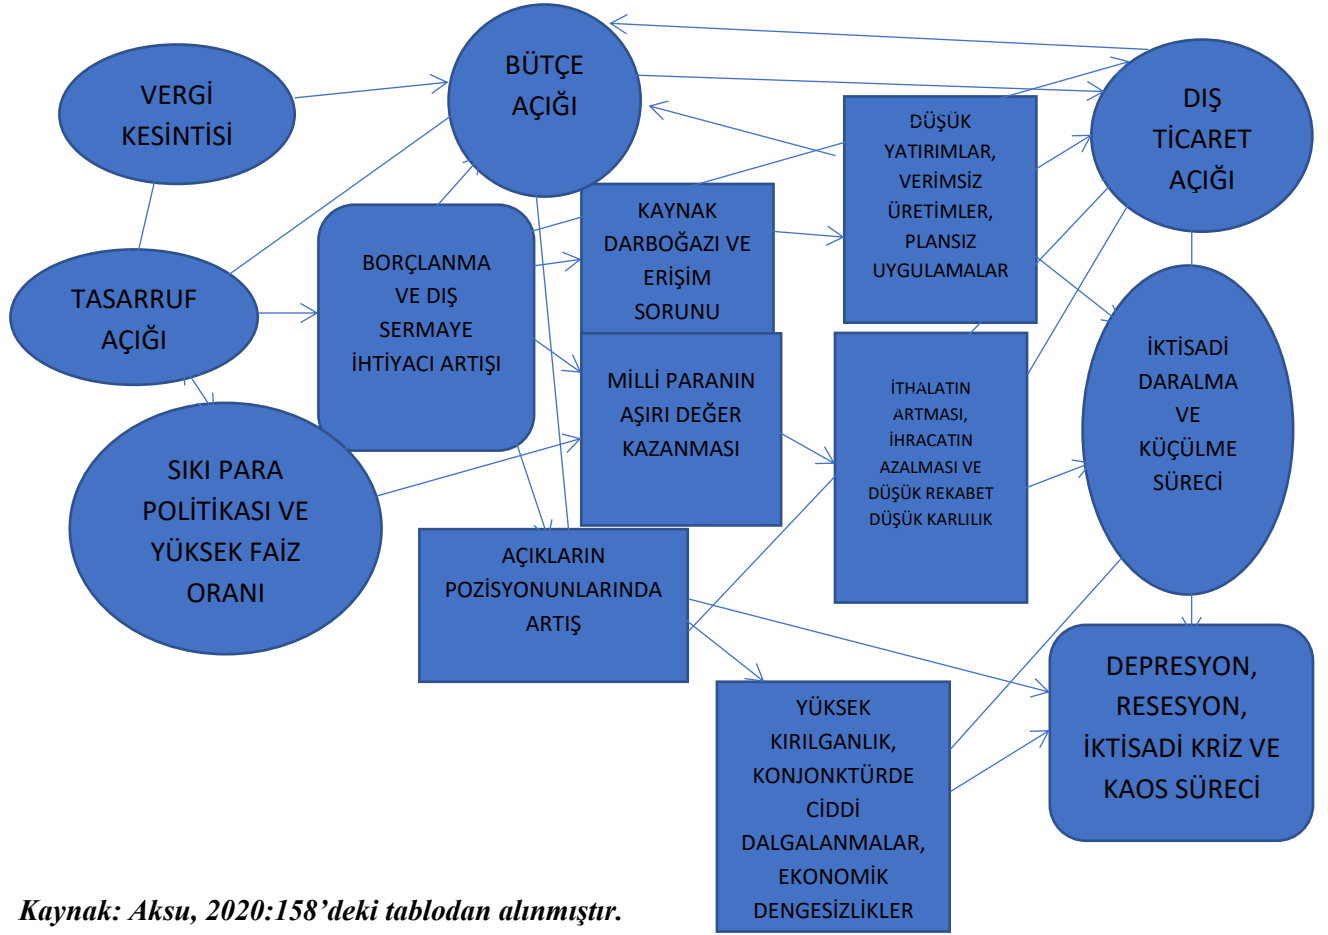 VERGİ
KESİNTİSİ
BÜTÇE
AÇIĞI
DIŞ
TİCARET
AÇIĞI
DÜŞÜK
YATIRIMLAR,
VERİMSİZ
ÜRETİMLER,
PLANSIZ
UYGULAMALAR
TASARRUF
AÇIĞI
BORÇLANMA
VE DIŞ
SERMAYE
İHTİYACI ARTIŞI
KAYNAK
DARBOĞAZI VE
ERİŞİM
SORUNU
MİLLİ PARANIN
AŞIRI DEĞER
KAZANMASI
İTHALATIN
ARTMASI,
İHRACATIN
AZALMASI VE
DÜŞÜK REKABET
DÜŞÜK KARLILIK
İKTİSADİ
DARALMA
VE
KÜÇÜLME
SÜRECİ
SIKI PARA
POLİTİKASI VE
YÜKSEK FAİZ
ORANI
AÇIKLARIN
POZİSYONUNLARINDA
ARTIŞ
YÜKSEK
KIRILGANLIK,
KONJONKTÜRDE
CİDDİ
DALGALANMALAR,
EKONOMİK
DENGESİZLİKLER
DEPRESYON,
RESESYON,
İKTİSADİ KRİZ VE
KAOS SÜRECİ
Kaynak: Aksu, 2020:158’deki tablodan alınmıştır.